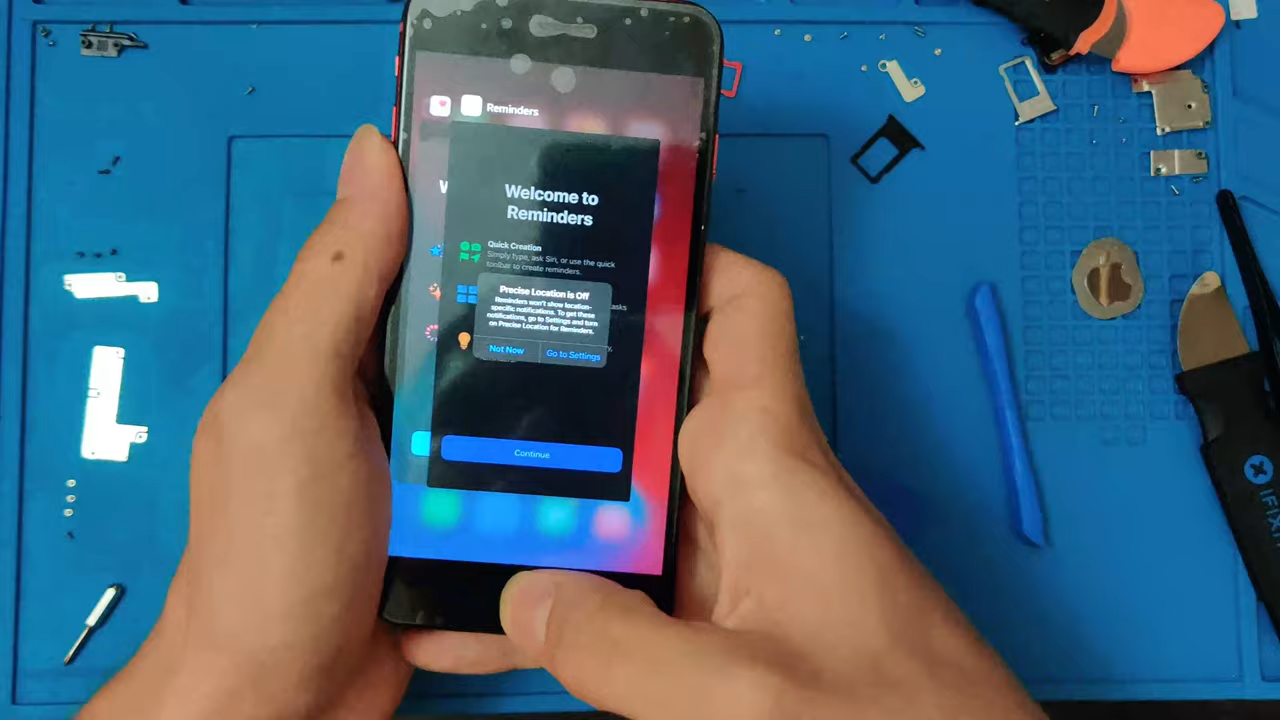 Reminders
W
Welcome to
Reminders
Quick Creation
Simply type, ask Siri, or use the quick
toolbar to create reminders.
asks
Precise Location is Off
Reminders won't show location-
specific notifications. To get these
notifications, go to Settings and turn
on Precise Location for Reminders.
Not Now
Go to Settings
Continue
IFIXI